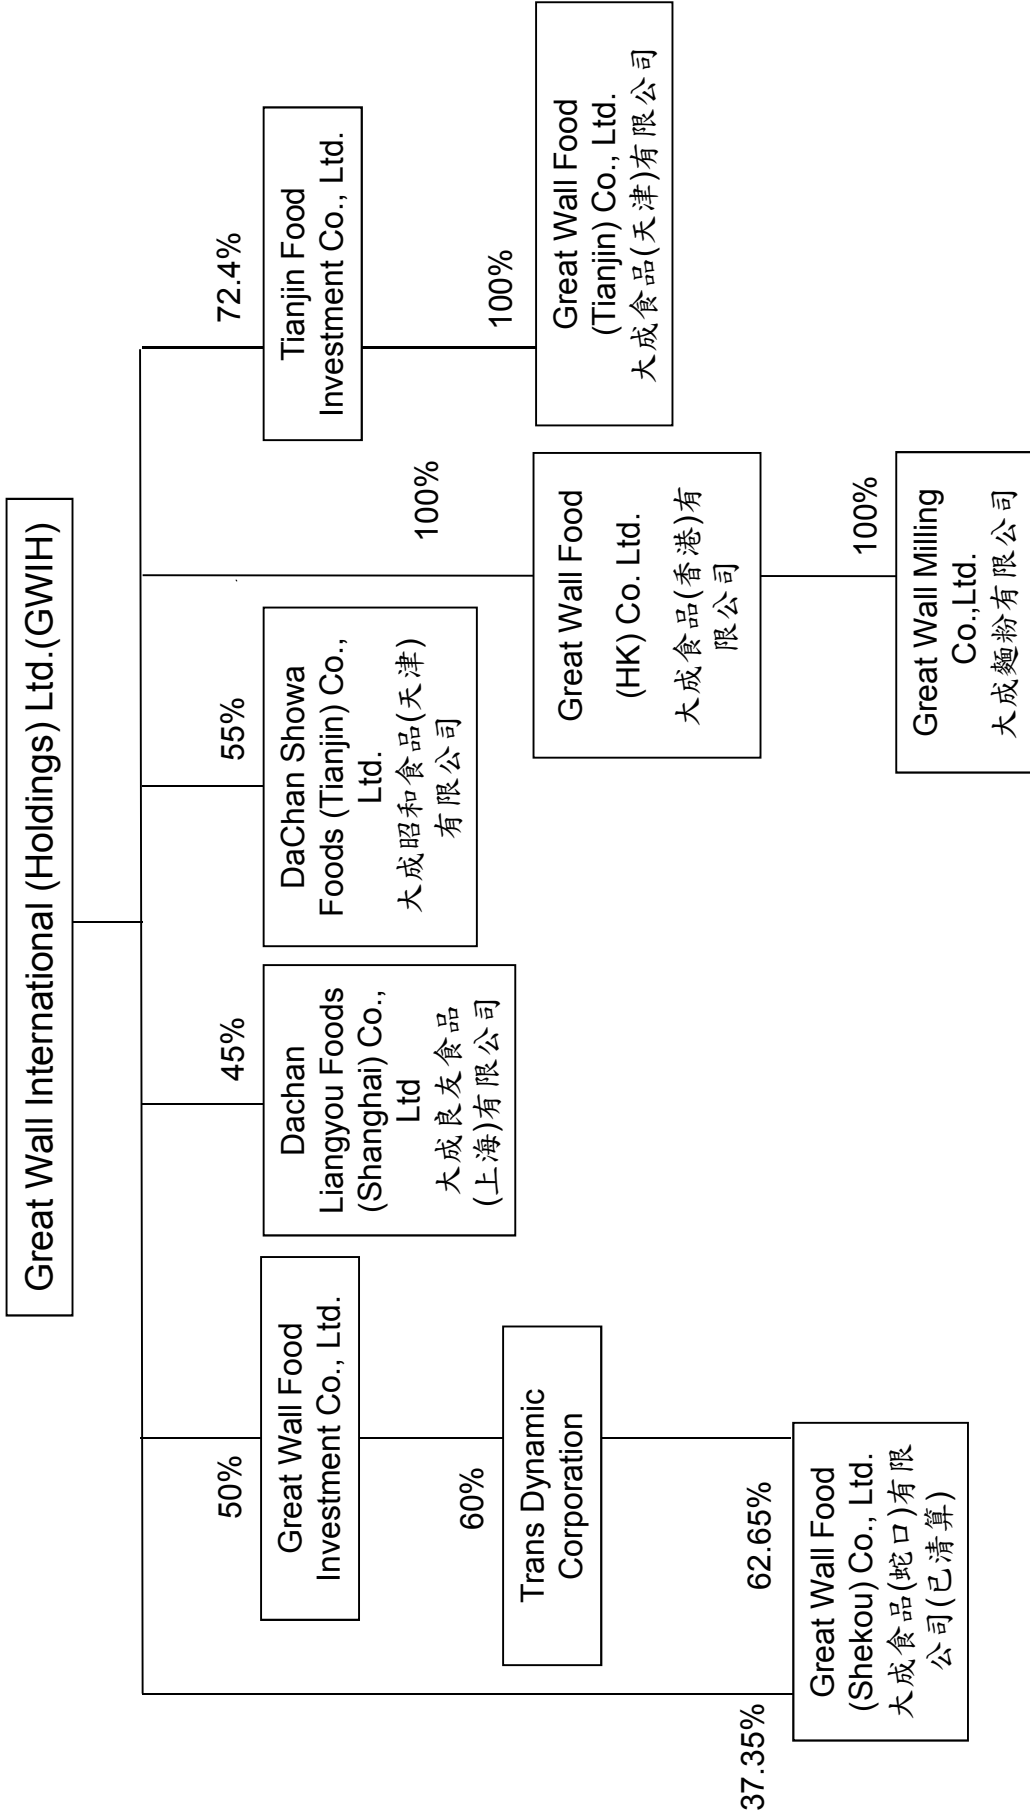 Great Wall International (Holdings) Ltd.(GWIH)
37.35%
50%
Great Wall Food
Investment Co., Ltd.
60%
Trans Dynamic
Corporation
62.65%
Great Wall Food
(Shekou) Co., Ltd.
大成食品(蛇口)有限
公司(已清算)
45%
Dachan
Liangyou Foods
(Shanghai) Co.,
Ltd
大成良友食品
(上海)有限公司
55%
DaChan Showa
Foods (Tianjin) Co.,
Ltd.
大成昭和食品(天津)
有限公司
100%
Great Wall Food
(HK) Co. Ltd.
大成食品(香港)有
限公司
100%
Great Wall Milling
Co.,Ltd.
大成麵粉有限公司
72.4%
Tianjin Food
Investment Co., Ltd.
100%
Great Wall Food
(Tianjin) Co., Ltd.
大成食品(天津)有限公司